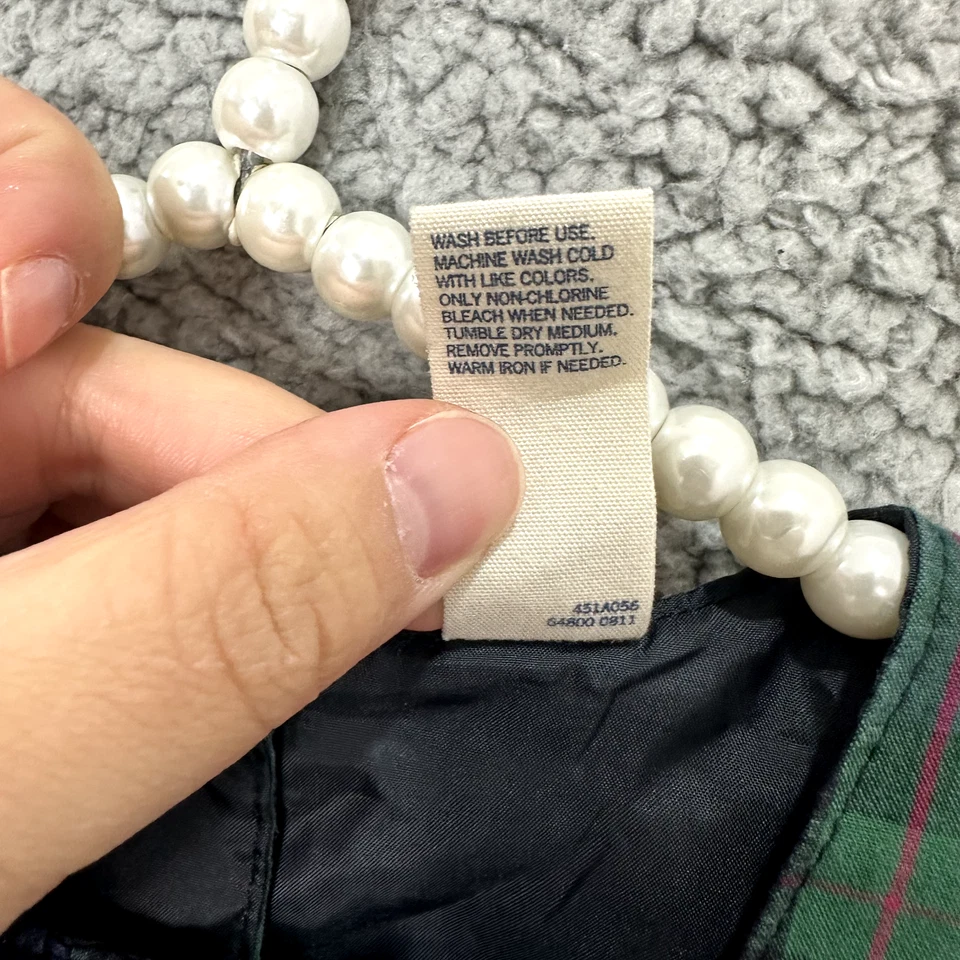 WASH BEFORE USE.
MACHINE WASH COLD
WITH LIKE COLORS.
ONLY NON-CHLORINE
BLEACH WHEN NEEDED.
TUMBLE DRY MEDIUM.
REMOVE PROMPTLY.
WARM IRON IF NEEDED.
451A056
64800 0811